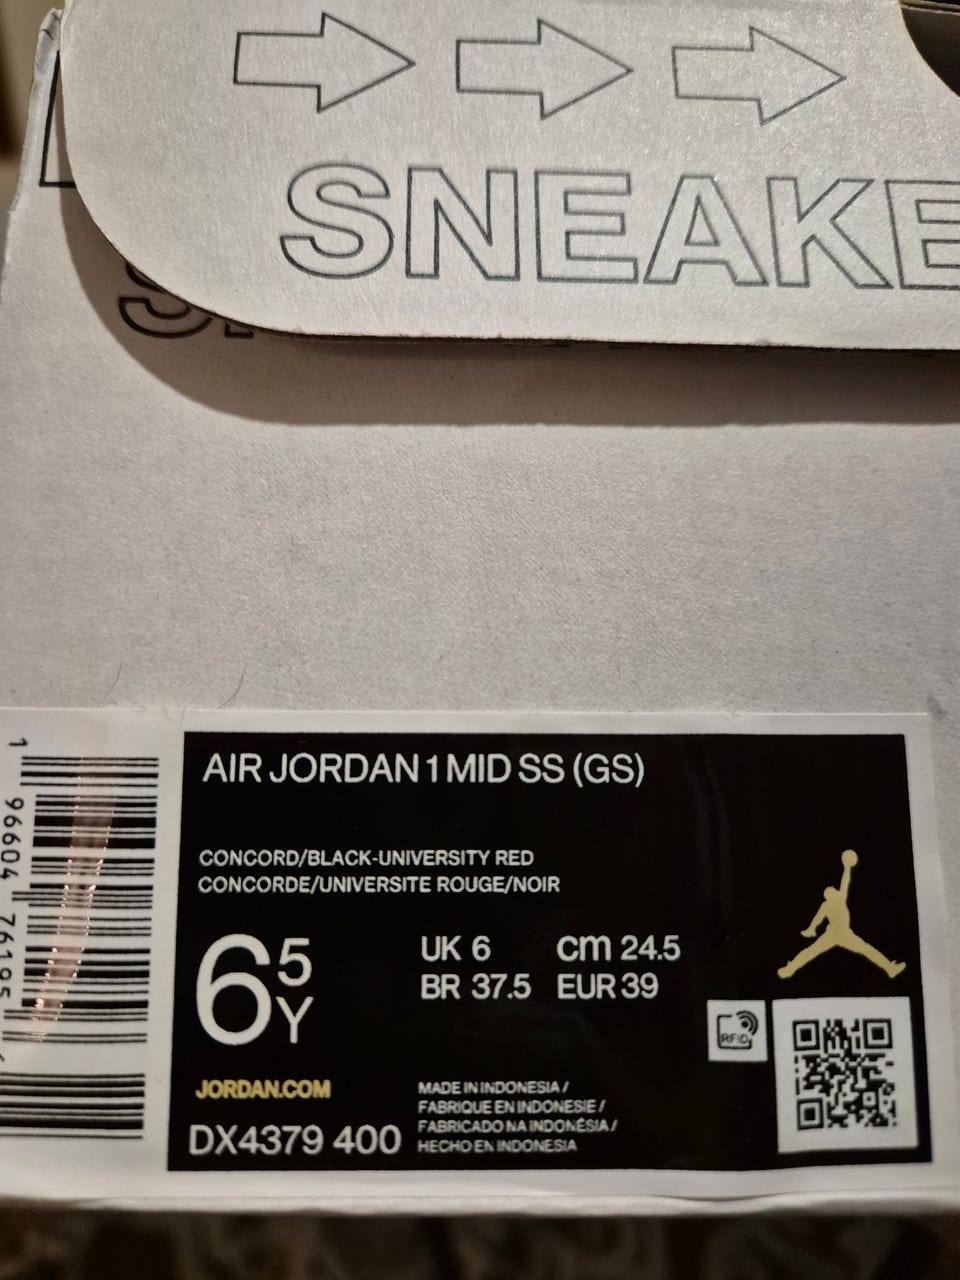 SNEAKE
S
AIR JORDAN 1 MID SS (GS)
CONCORD/BLACK-UNIVERSITY RED
CONCORDE/UNIVERSITE ROUGE/NOIR
6 5 Y
UK 6 cm 24.5
BR 37.5 EUR 39
RFID
JORDAN.COM
DX4379 400
MADE IN INDONESIA /
FABRIQUE EN INDONESIE /
FABRICADO NA INDONÉSIA /
HECHO EN INDONESIA
1 96604 76195